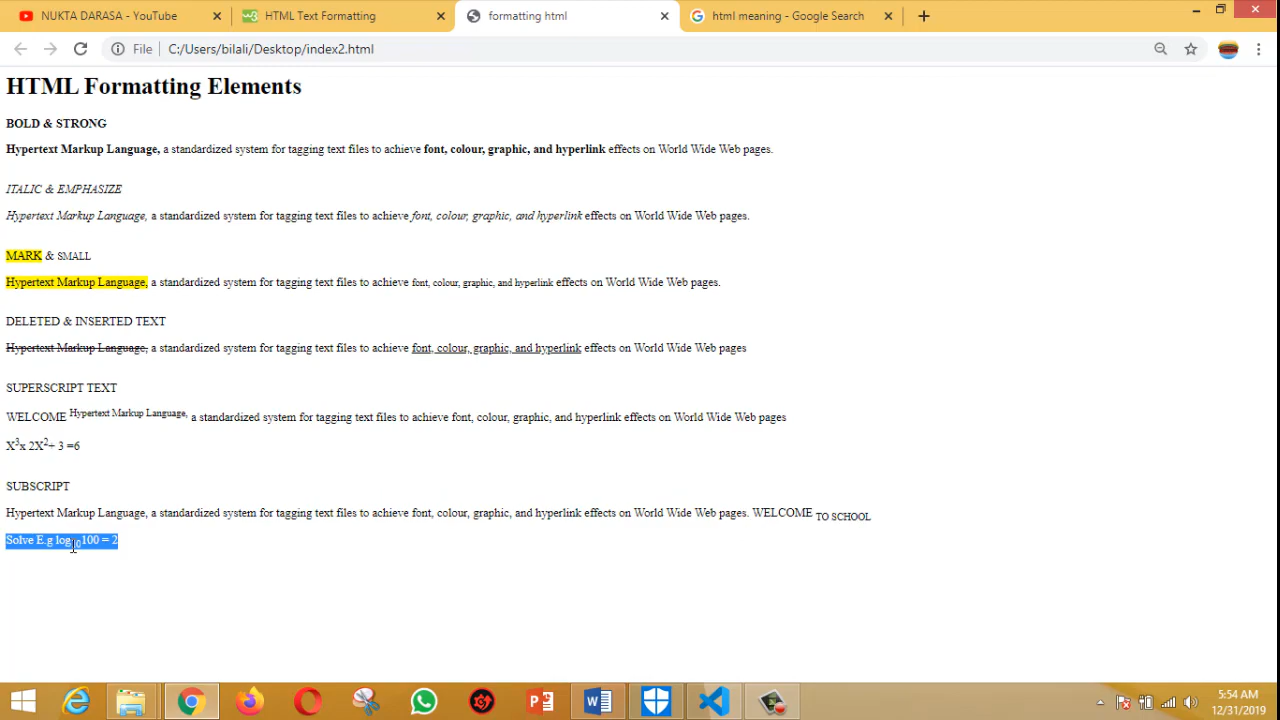 NUKTA DARASA - YouTube
HTML Text Formatting
formatting html
html meaning - Google Search
File C:/Users/bilali/Desktop/index2.html
HTML Formatting Elements
BOLD & STRONG
Hypertext Markup Language, a standardized system for tagging text files to achieve font, colour, graphic, and hyperlink effects on World Wide Web pages.
ITALIC & EMPHASIZE
Hypertext Markup Language, a standardized system for tagging text files to achieve font, colour, graphic, and hyperlink effects on World Wide Web pages.
MARK & SMALL
Hypertext Markup Language, a standardized system for tagging text files to achieve font, colour, graphic, and hyperlink effects on World Wide Web pages.
DELETED & INSERTED TEXT
Hypertext Markup Language, a standardized system for tagging text files to achieve font, colour, graphic, and hyperlink effects on World Wide Web pages
SUPERSCRIPT TEXT
WELCOME Hypertext Markup Language, a standardized system for tagging text files to achieve font, colour, graphic, and hyperlink effects on World Wide Web pages
X³x 2X²+ 3 =6
SUBSCRIPT
Hypertext Markup Language, a standardized system for tagging text files to achieve font, colour, graphic, and hyperlink effects on World Wide Web pages. WELCOME TO SCHOOL
Solve E.g log₁₀100 = 2
5:54 AM
12/31/2019